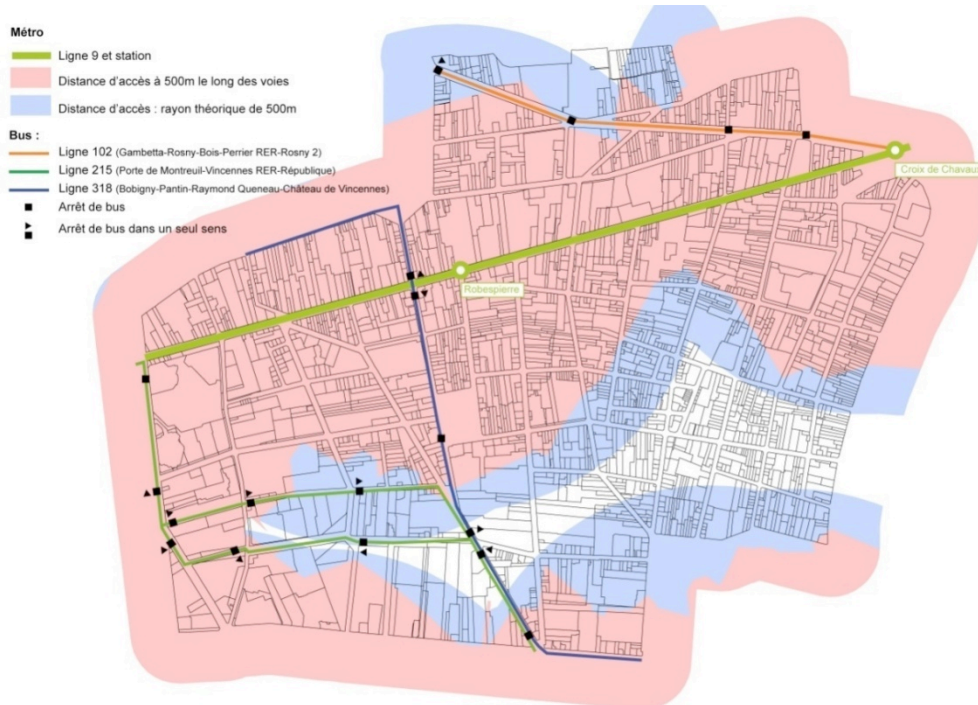 Métro
Ligne 9 et station
Distance d'accès à 500m le long des voies
Distance d'accès : rayon théorique de 500m
Bus :
Ligne 102 (Gambetta-Rosny-Bois-Perrier RER-Rosny 2)
Ligne 215 (Porte de Montreuil-Vincennes RER-République)
Ligne 318 (Bobigny-Pantin-Raymond Queneau-Château de Vincennes)
Arrêt de bus
Arrêt de bus dans un seul sens
Croix de Chavaux
Robespierre